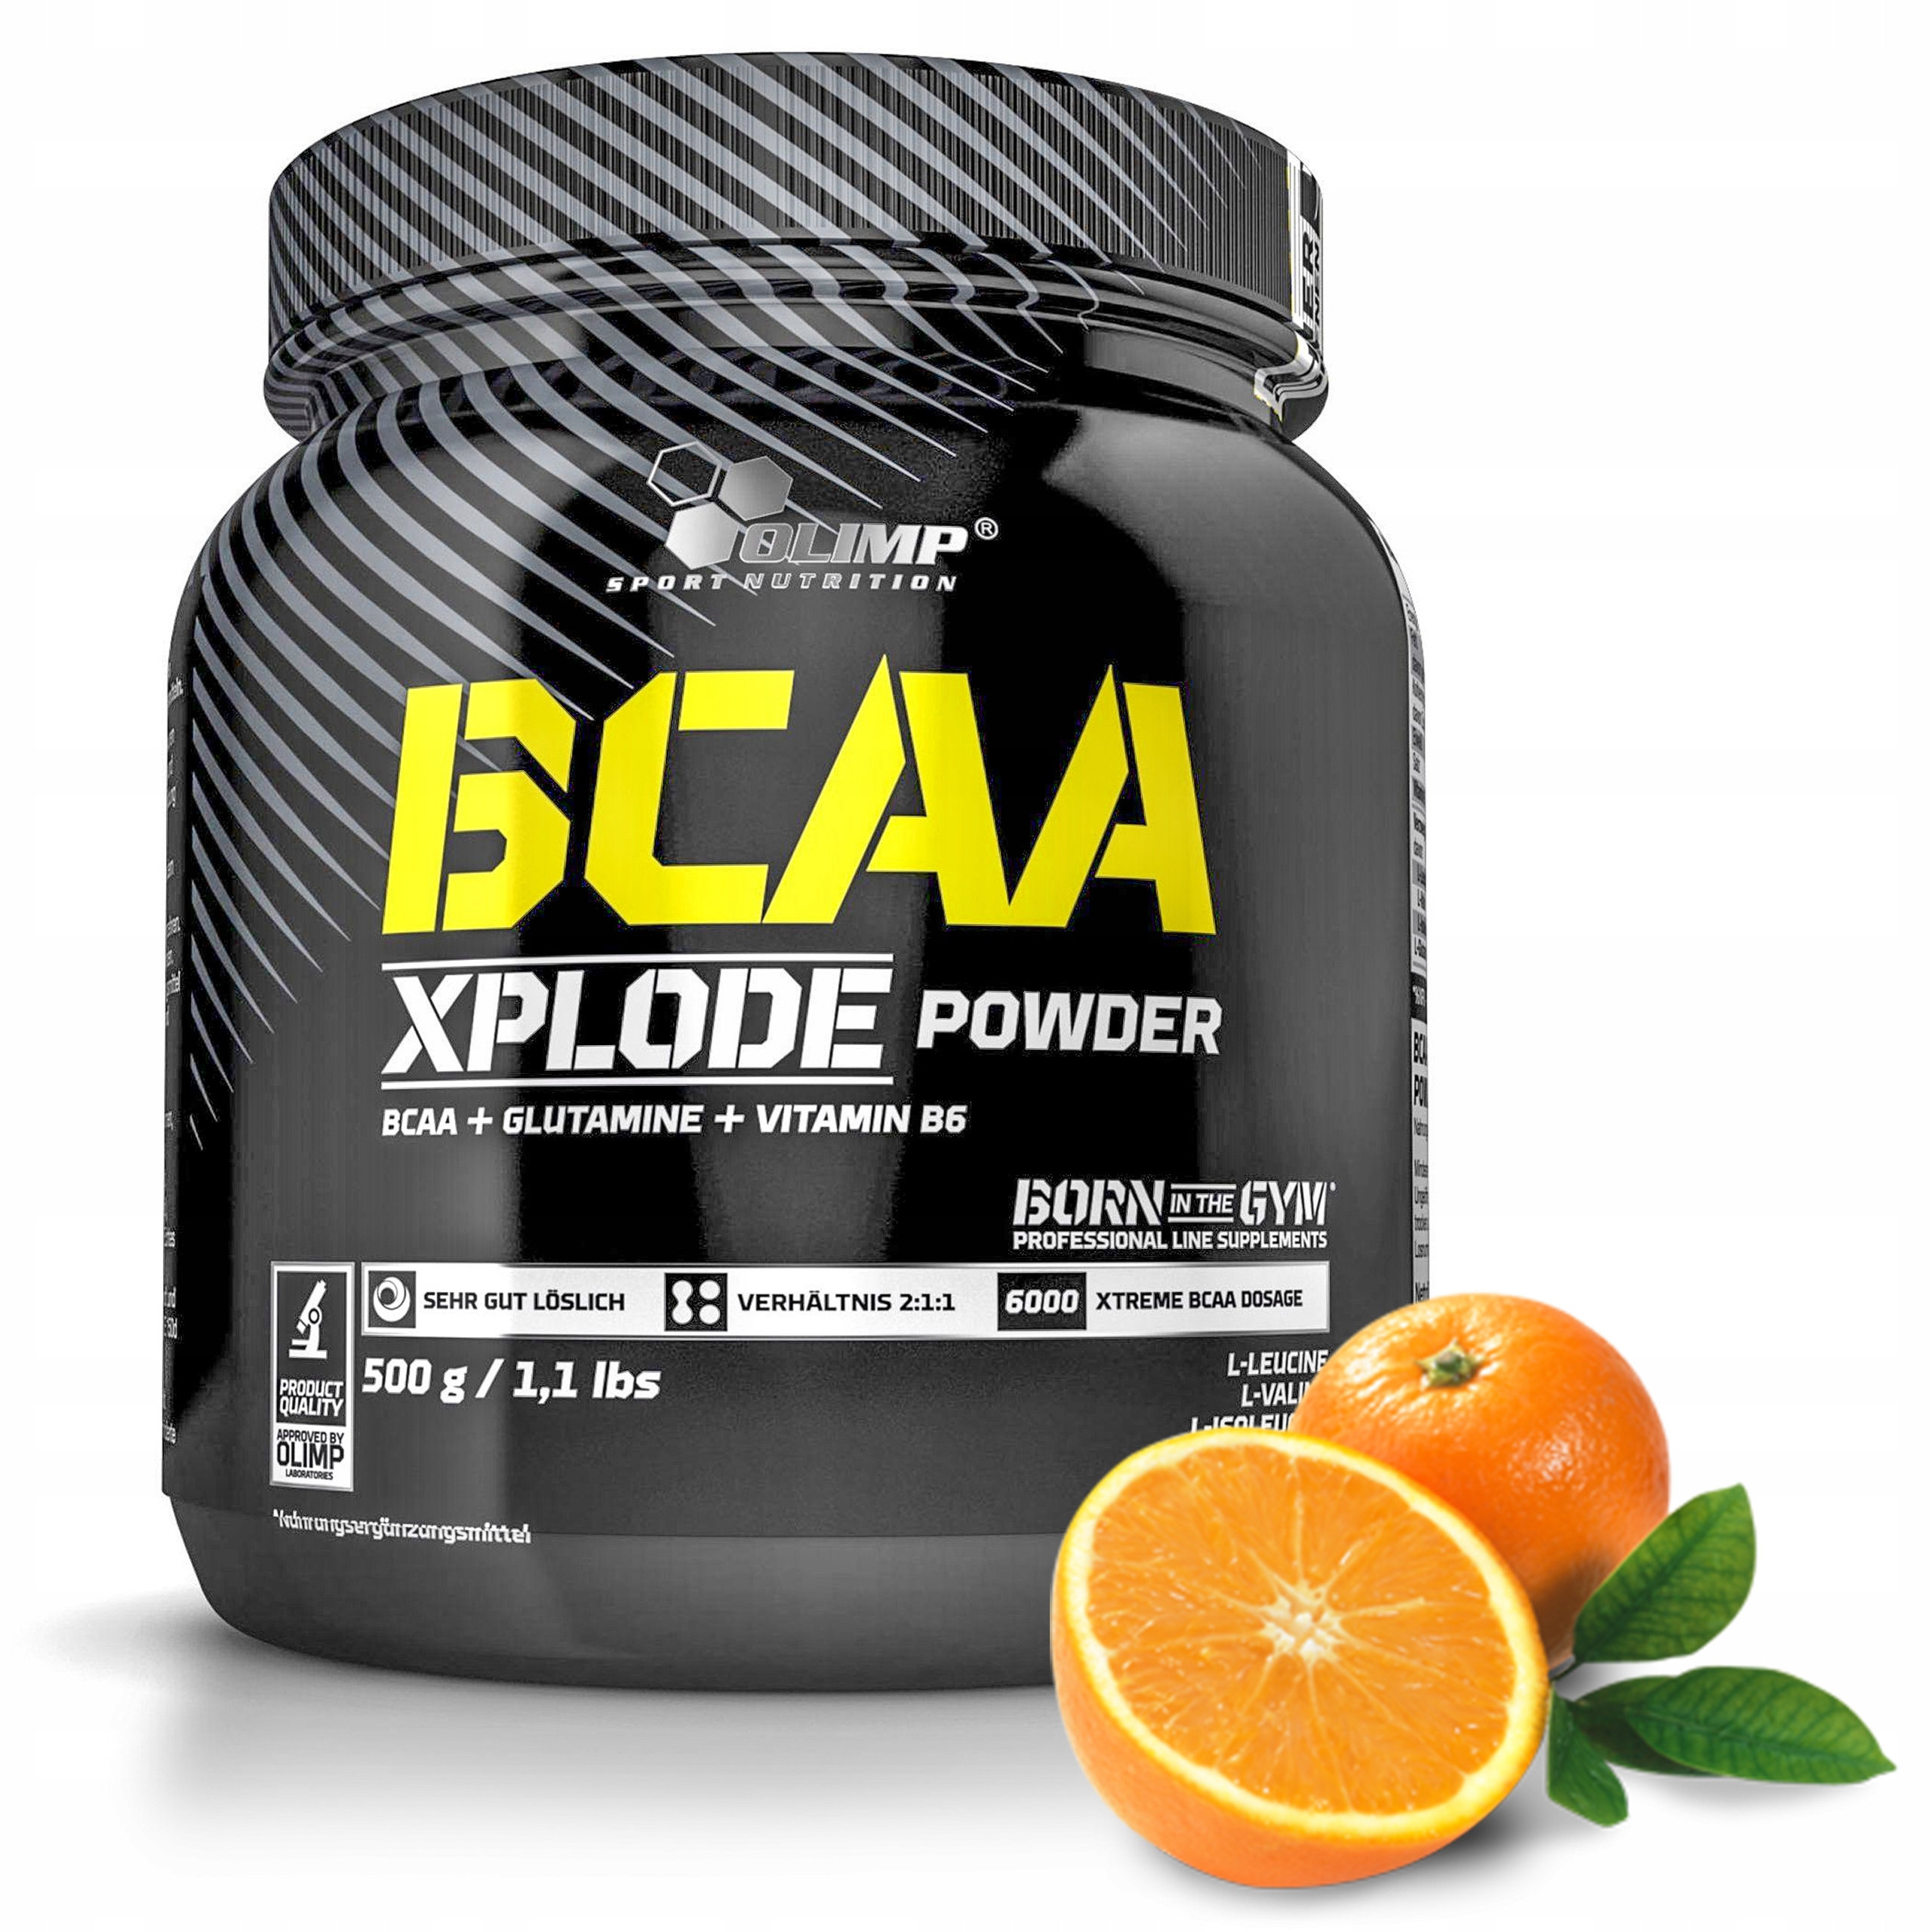 OLIMP®
SPORT NUTRITION
BCAA
XPLODE POWDER
BCAA + GLUTAMINE + VITAMIN B6
BORN IN THE GYM
PROFESSIONAL LINE SUPPLEMENTS
SEHR GUT LÖSLICH
VERHÄLTNIS 2:1:1
6000 XTREME BCAA DOSAGE
500 g / 1,1 lbs
L-LEUCINE
PRODUCT
QUALITY
APPROVED BY
OLIMP
LABORATORIES
*Nahrungsergänzungsmittel